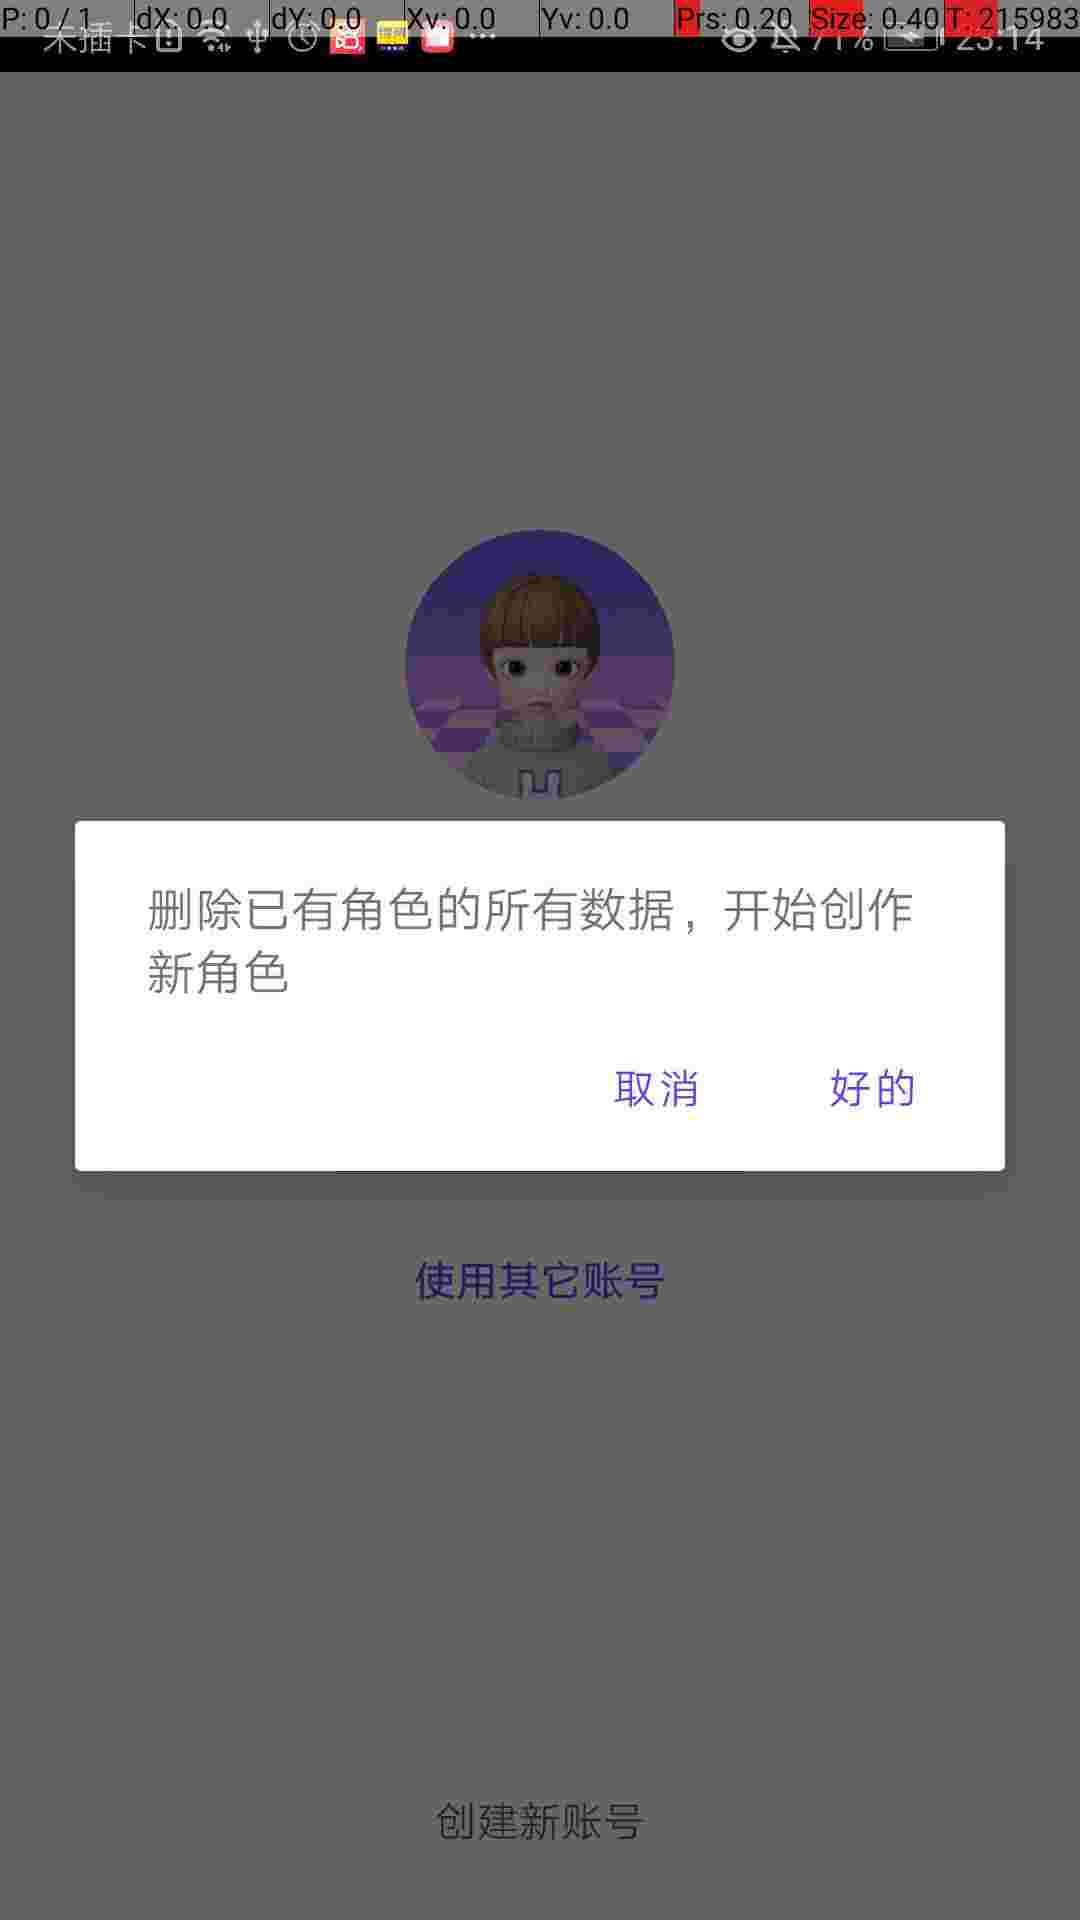 P: 0 / 1 dX: 0.0 dY: 0.0 Xv: 0.0 Yv: 0.0 Prs: 0.20 Size: 0.40 T: 215983
未插卡 71% 23:14
删除已有角色的所有数据，开始创作
新角色
取消 好的
使用其它账号
创建新账号